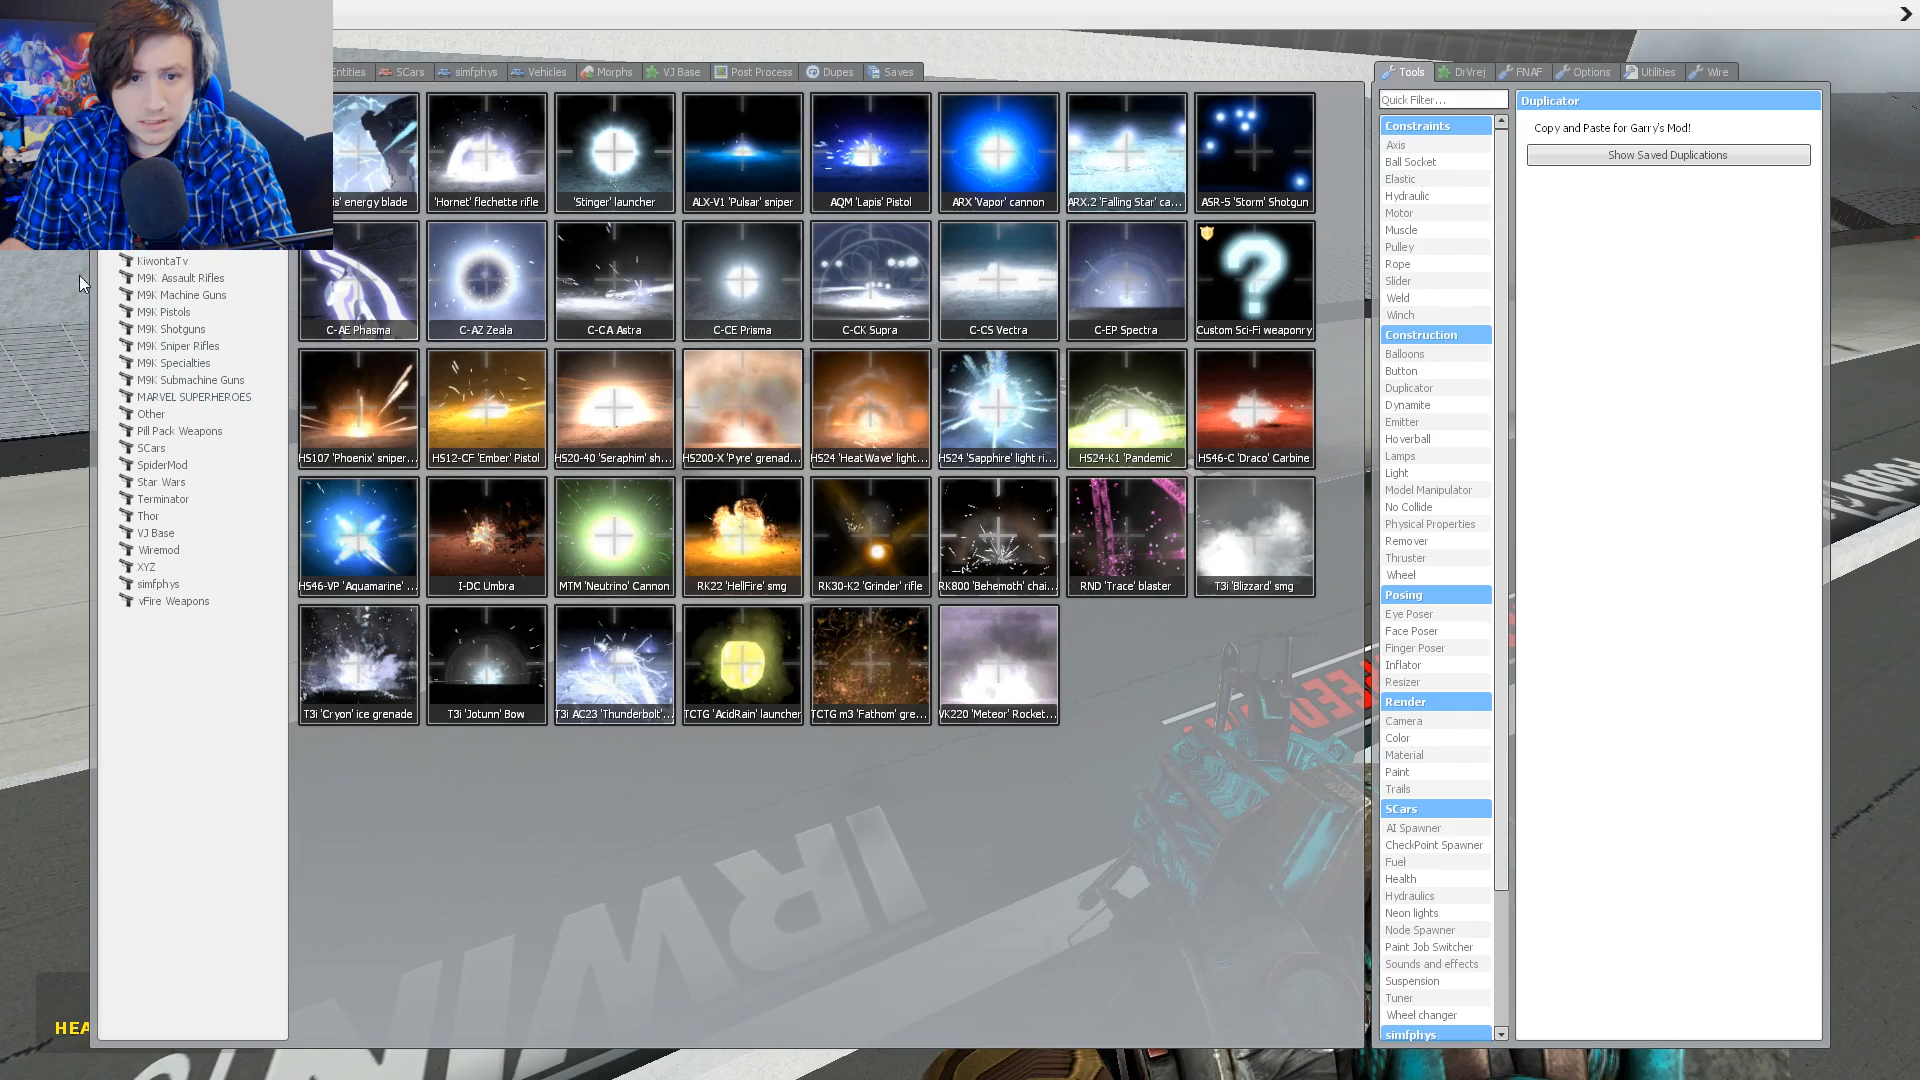 Entities SCars simfphys Vehicles Morphs VJ Base Post Process Dupes Saves
Tools DrVrej FNAF Options Utilities Wire
energy blade
'Hornet' flechette rifle
'Stinger' launcher
ALX-V1 'Pulsar' sniper
AQM 'Lapis' Pistol
ARX 'Vapor' cannon
ARX.2 'Falling Star' ca...
ASR-5 'Storm' Shotgun
C-AE Phasma
C-AZ Zeala
C-CA Astra
C-CE Prisma
C-CK Supra
C-CS Vectra
C-EP Spectra
Custom Sci-Fi weaponry
HS107 'Phoenix' sniper...
HS12-CF 'Ember' Pistol
HS20-40 'Seraphim' sh...
HS200-X 'Pyre' grenad...
HS24 'HeatWave' light...
HS24 'Sapphire' light ri...
HS24-K1 'Pandemic'
HS46-C 'Draco' Carbine
HS46-VP 'Aquamarine' ...
I-DC Umbra
MTM 'Neutrino' Cannon
RK22 'HellFire' smg
RK30-K2 'Grinder' rifle
RK800 'Behemoth' chai...
RND 'Trace' blaster
T3i 'Blizzard' smg
T3i 'Cryon' ice grenade
T3i 'Jotunn' Bow
T3i AC23 'Thunderbolt'...
TCTG 'AcidRain' launcher
TCTG m3 'Fathom' gre...
VK220 'Meteor' Rocket...
KiwontaTv
M9K Assault Rifles
M9K Machine Guns
M9K Pistols
M9K Shotguns
M9K Sniper Rifles
M9K Specialties
M9K Submachine Guns
MARVEL SUPERHEROES
Other
Pill Pack Weapons
SCars
SpiderMod
Star Wars
Terminator
Thor
VJ Base
Wiremod
XYZ
simfphys
vFire Weapons
HEA
Quick Filter...
Constraints
Axis
Ball Socket
Elastic
Hydraulic
Motor
Muscle
Pulley
Rope
Slider
Weld
Winch
Construction
Balloons
Button
Duplicator
Dynamite
Emitter
Hoverball
Lamps
Light
Model Manipulator
No Collide
Physical Properties
Remover
Thruster
Wheel
Posing
Eye Poser
Face Poser
Finger Poser
Inflator
Resizer
Render
Camera
Color
Material
Paint
Trails
SCars
AI Spawner
CheckPoint Spawner
Fuel
Health
Hydraulics
Neon lights
Node Spawner
Paint Job Switcher
Sounds and effects
Suspension
Tuner
Wheel changer
simfphys
Duplicator
Copy and Paste for Garry's Mod!
Show Saved Duplications